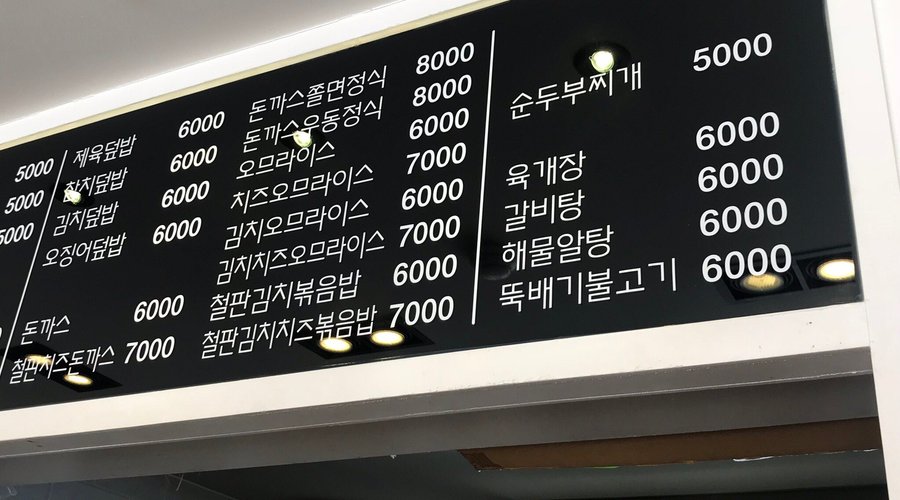 5000
5000
5000
제육덮밥 6000
참치덮밥 6000
김치덮밥 6000
오징어덮밥 6000
돈까스 6000
철판치즈돈까스 7000
돈까스쫄면정식 8000
돈까스우동정식 8000
오므라이스 6000
치즈오므라이스 7000
김치오므라이스 6000
김치치즈오므라이스 7000
철판김치볶음밥 6000
철판김치치즈볶음밥 7000
순두부찌개 5000
육개장 6000
갈비탕 6000
해물알탕 6000
뚝배기불고기 6000